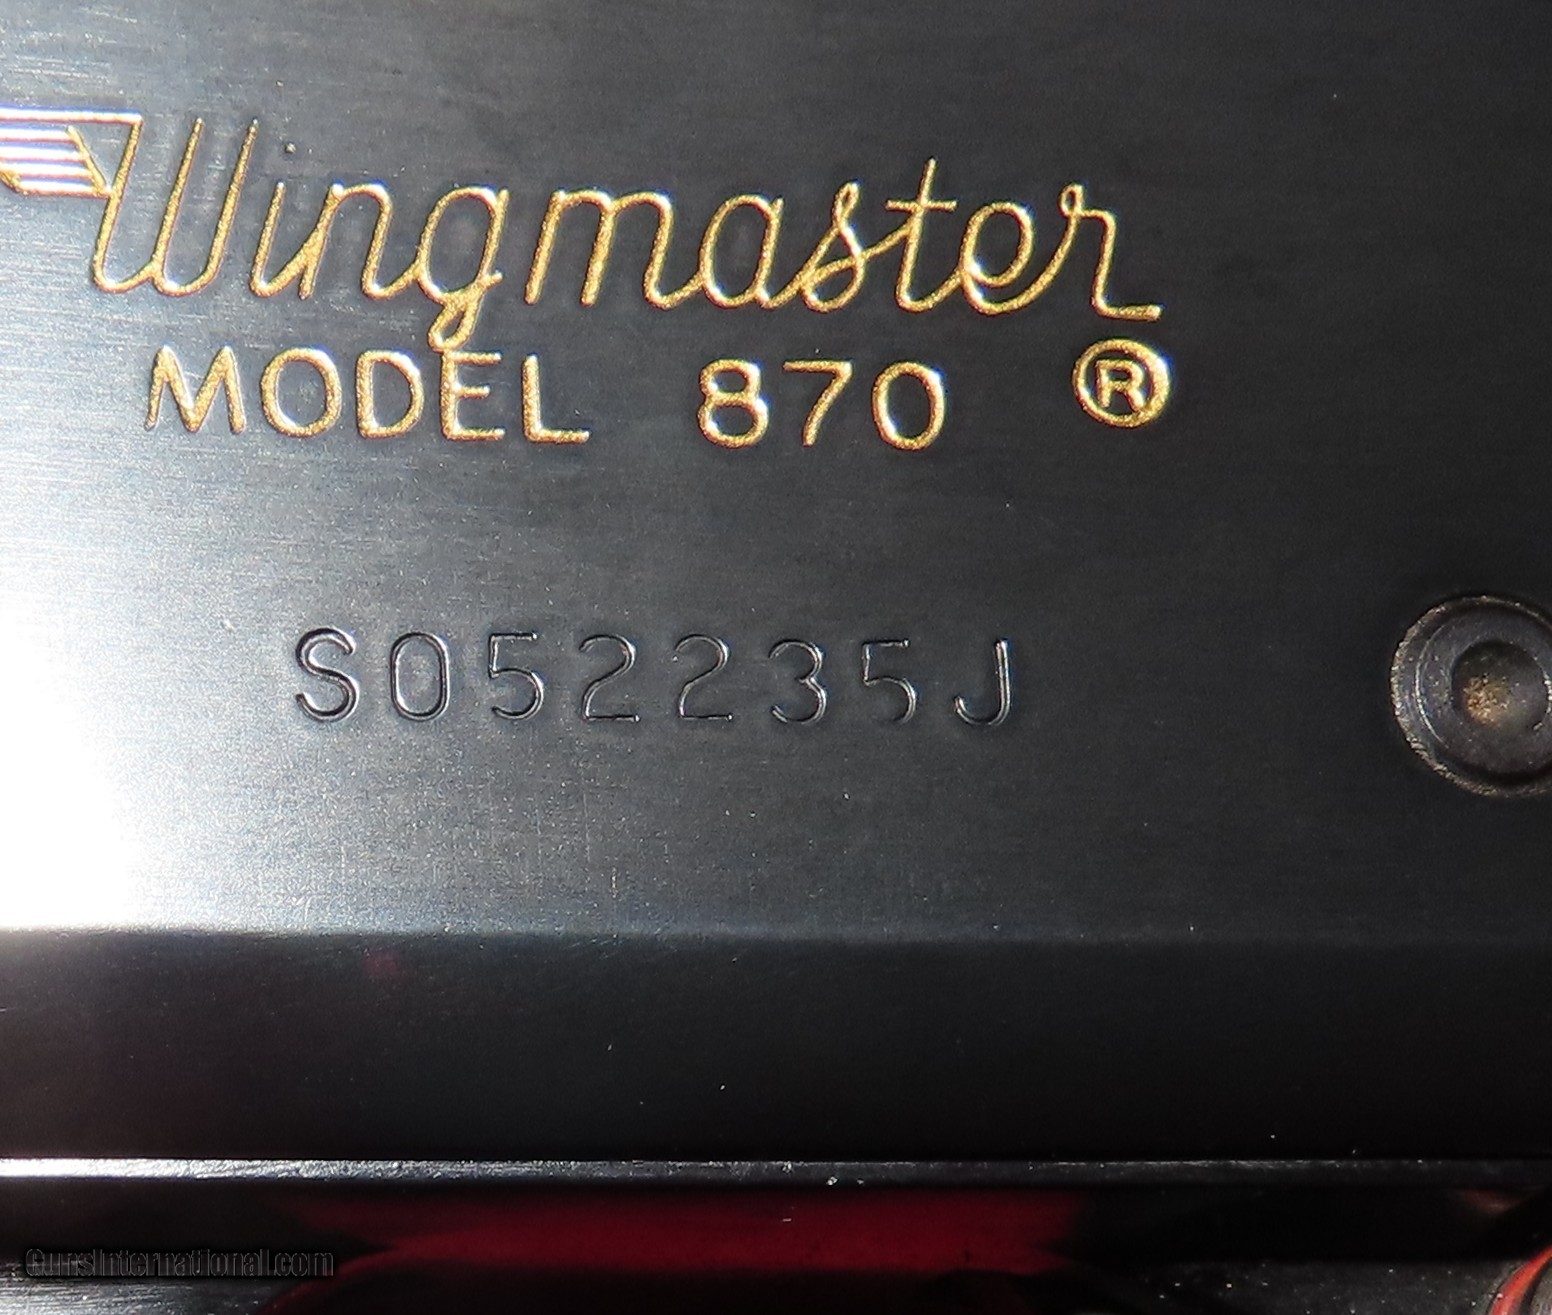 Wingmaster
MODEL 870 ®
S052235J
GunsInternational.com